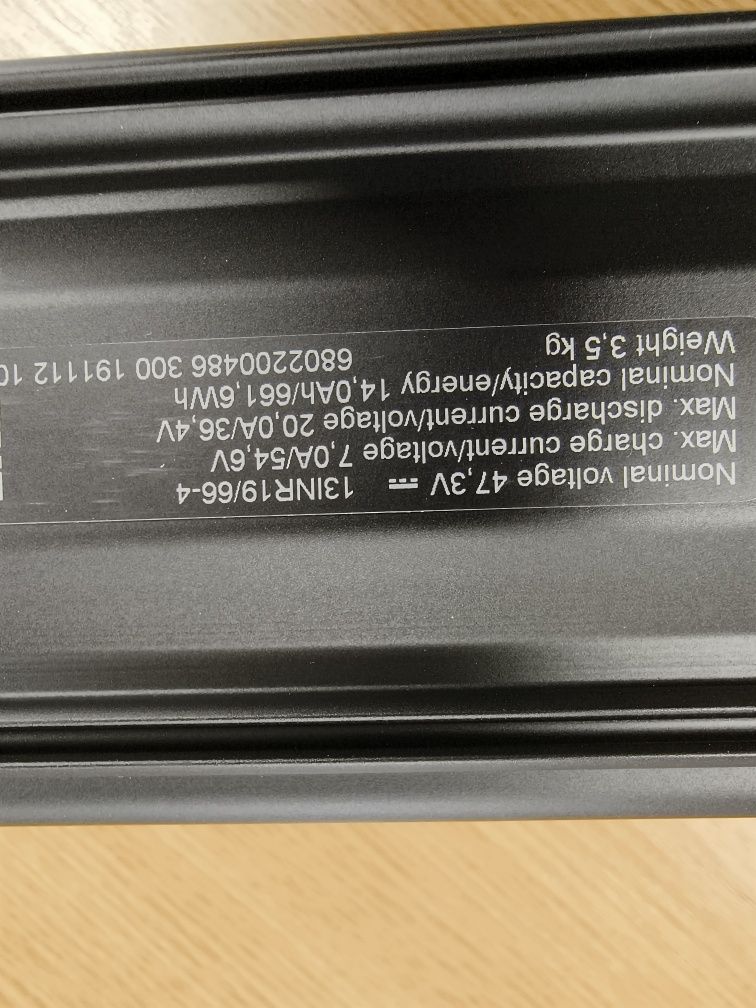 Nominal voltage 47,3V ⎓ 13INR19/66-4
Max. charge current/voltage 7,0A/54,6V
Max. discharge current/voltage 20,0A/36,4V
Nominal capacity/energy 14,0Ah/661,6Wh
Weight 3,5 kg 6802200486 300 191112